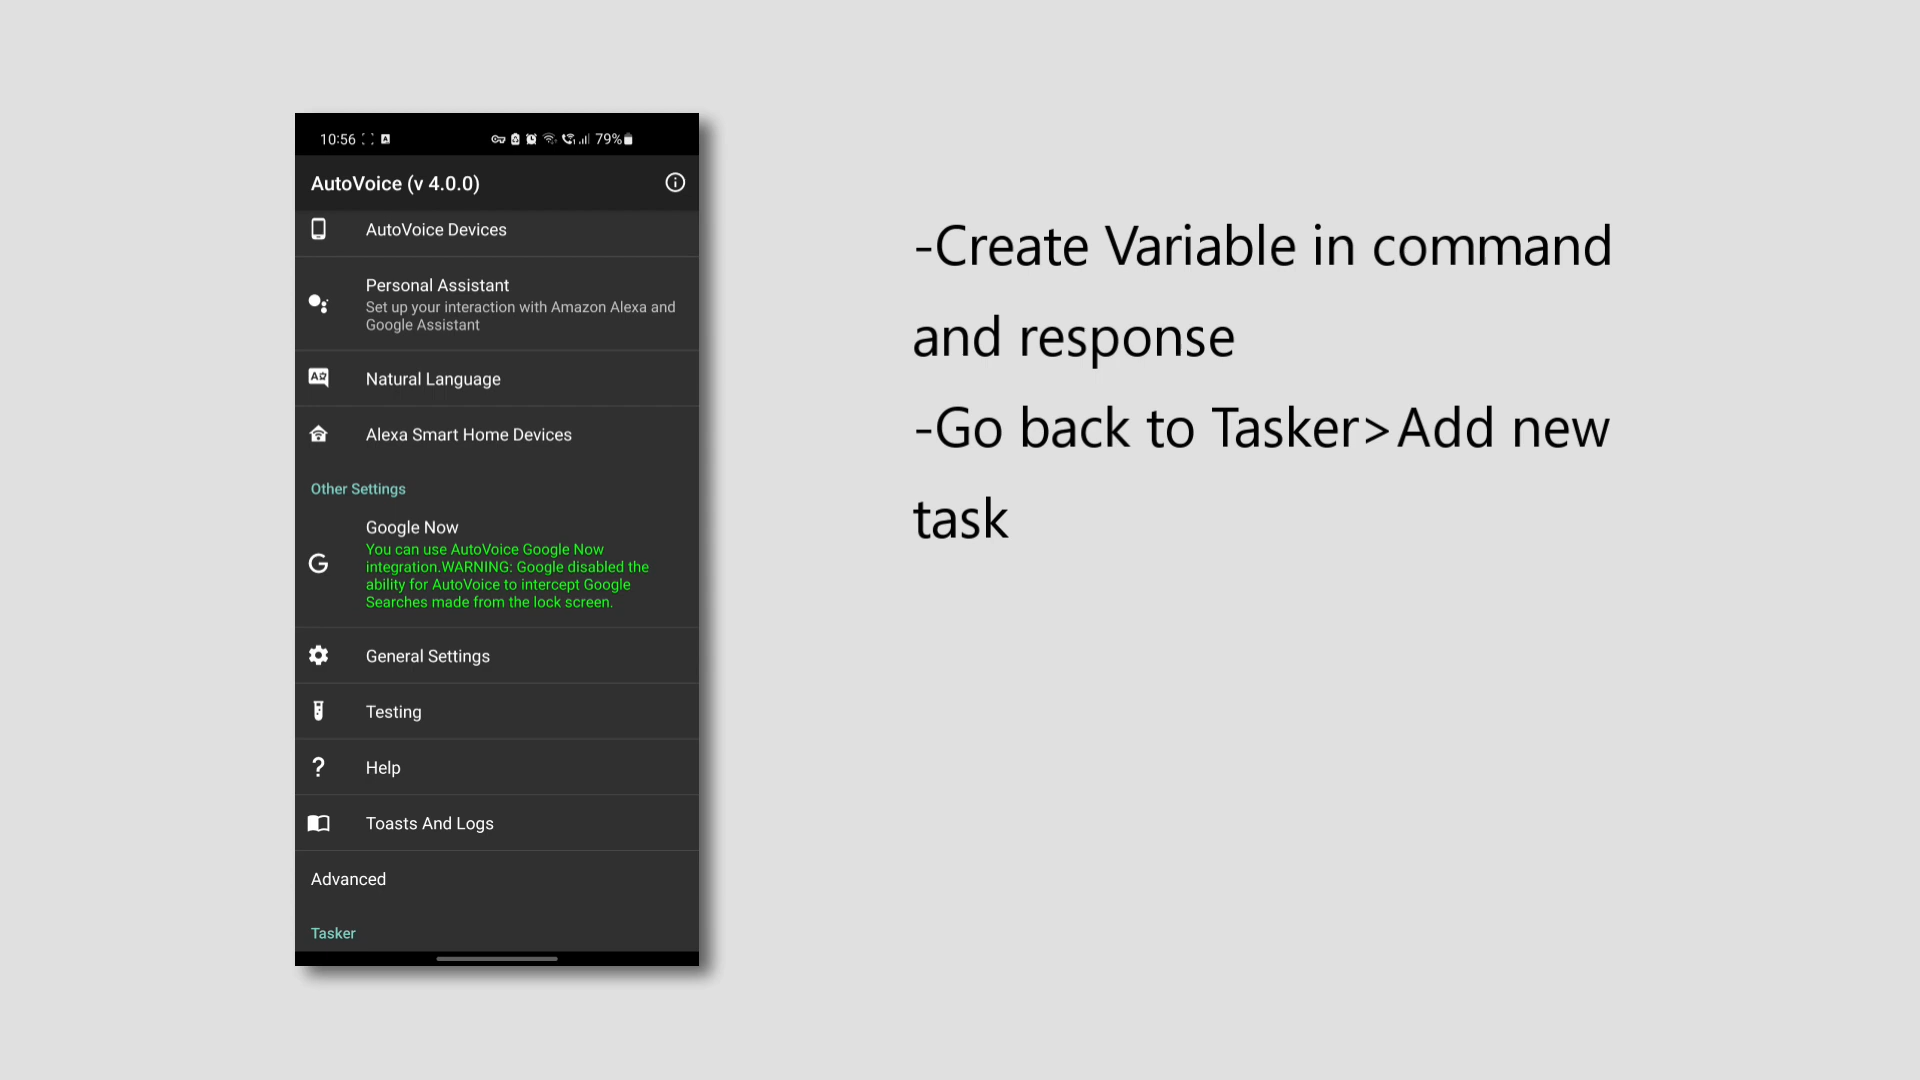 10:56
79%
AutoVoice (v 4.0.0)
AutoVoice Devices
Personal Assistant
Set up your interaction with Amazon Alexa and
Google Assistant
Natural Language
Alexa Smart Home Devices
Other Settings
Google Now
You can use AutoVoice Google Now
integration.WARNING: Google disabled the
ability for AutoVoice to intercept Google
Searches made from the lock screen.
General Settings
Testing
Help
Toasts And Logs
Advanced
Tasker
-Create Variable in command
and response
-Go back to Tasker>Add new
task